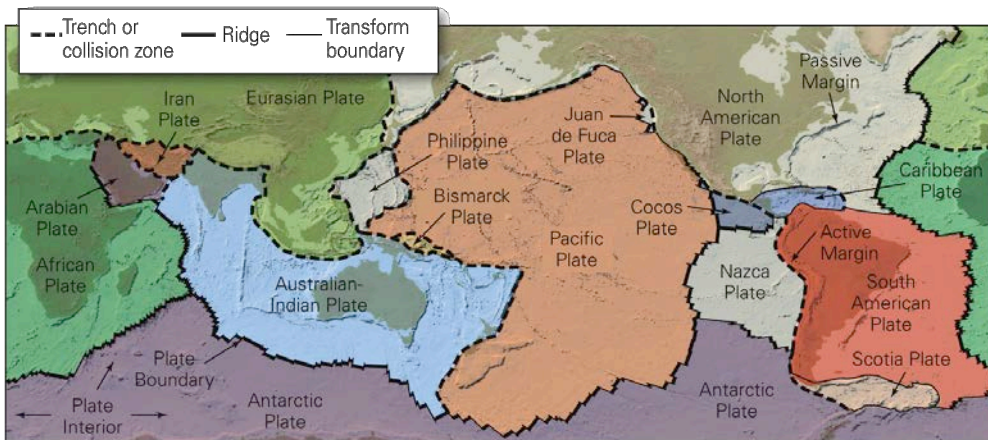 Trench or
collision zone
Ridge
Transform
boundary
Iran
Plate
Eurasian Plate
Philippine
Plate
Bismarck
Plate
Juan
de Fuca
Plate
North
American
Plate
Passive
Margin
Caribbean
Plate
Arabian
Plate
African
Plate
Australian-
Indian Plate
Pacific
Plate
Cocos
Plate
Nazca
Plate
Active
Margin
South
American
Plate
Scotia Plate
Plate
Boundary
Plate
Interior
Antarctic
Plate
Antarctic
Plate